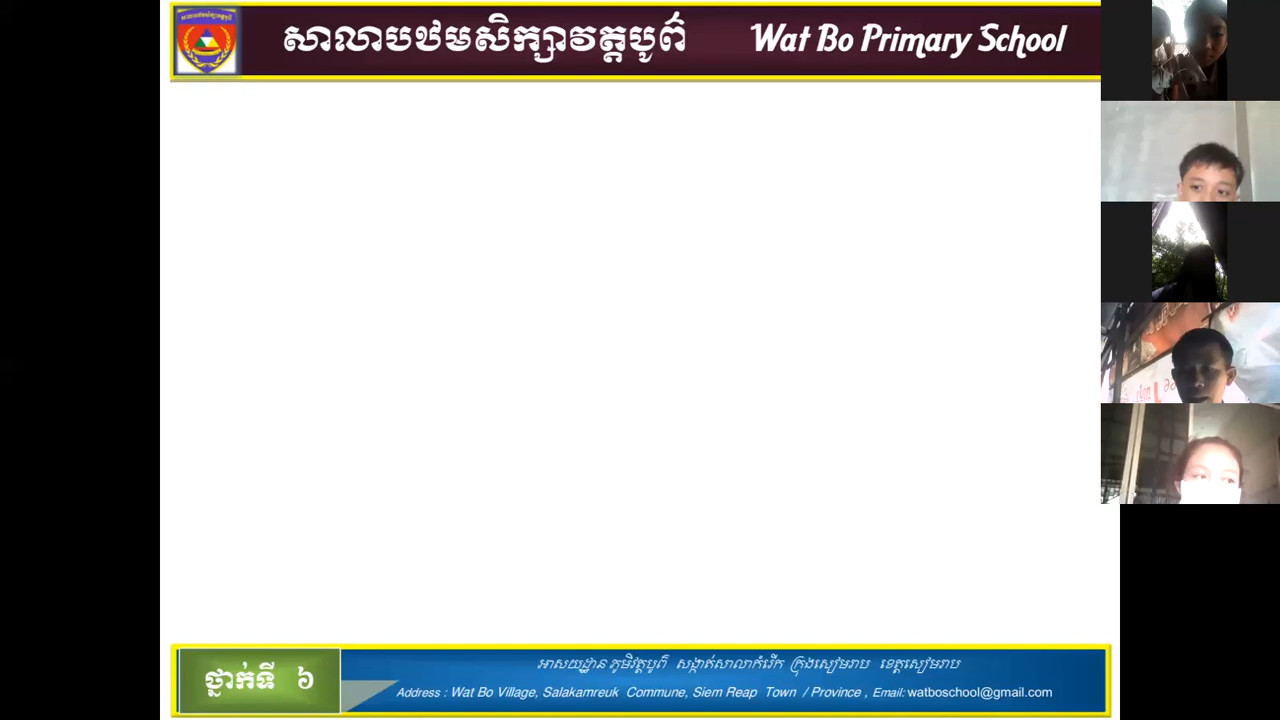 សាលាបឋមសិក្សាវត្តបូព៌ Wat Bo Primary School
ថ្នាក់ទី ៦
អាសយដ្ឋាន ភូមិវត្តបូព៌ សង្កាត់សាលាកំរើក ក្រុងសៀមរាប ខេត្តសៀមរាប
Address : Wat Bo Village, Salakamreuk Commune, Siem Reap Town / Province , Email: watboschool@gmail.com